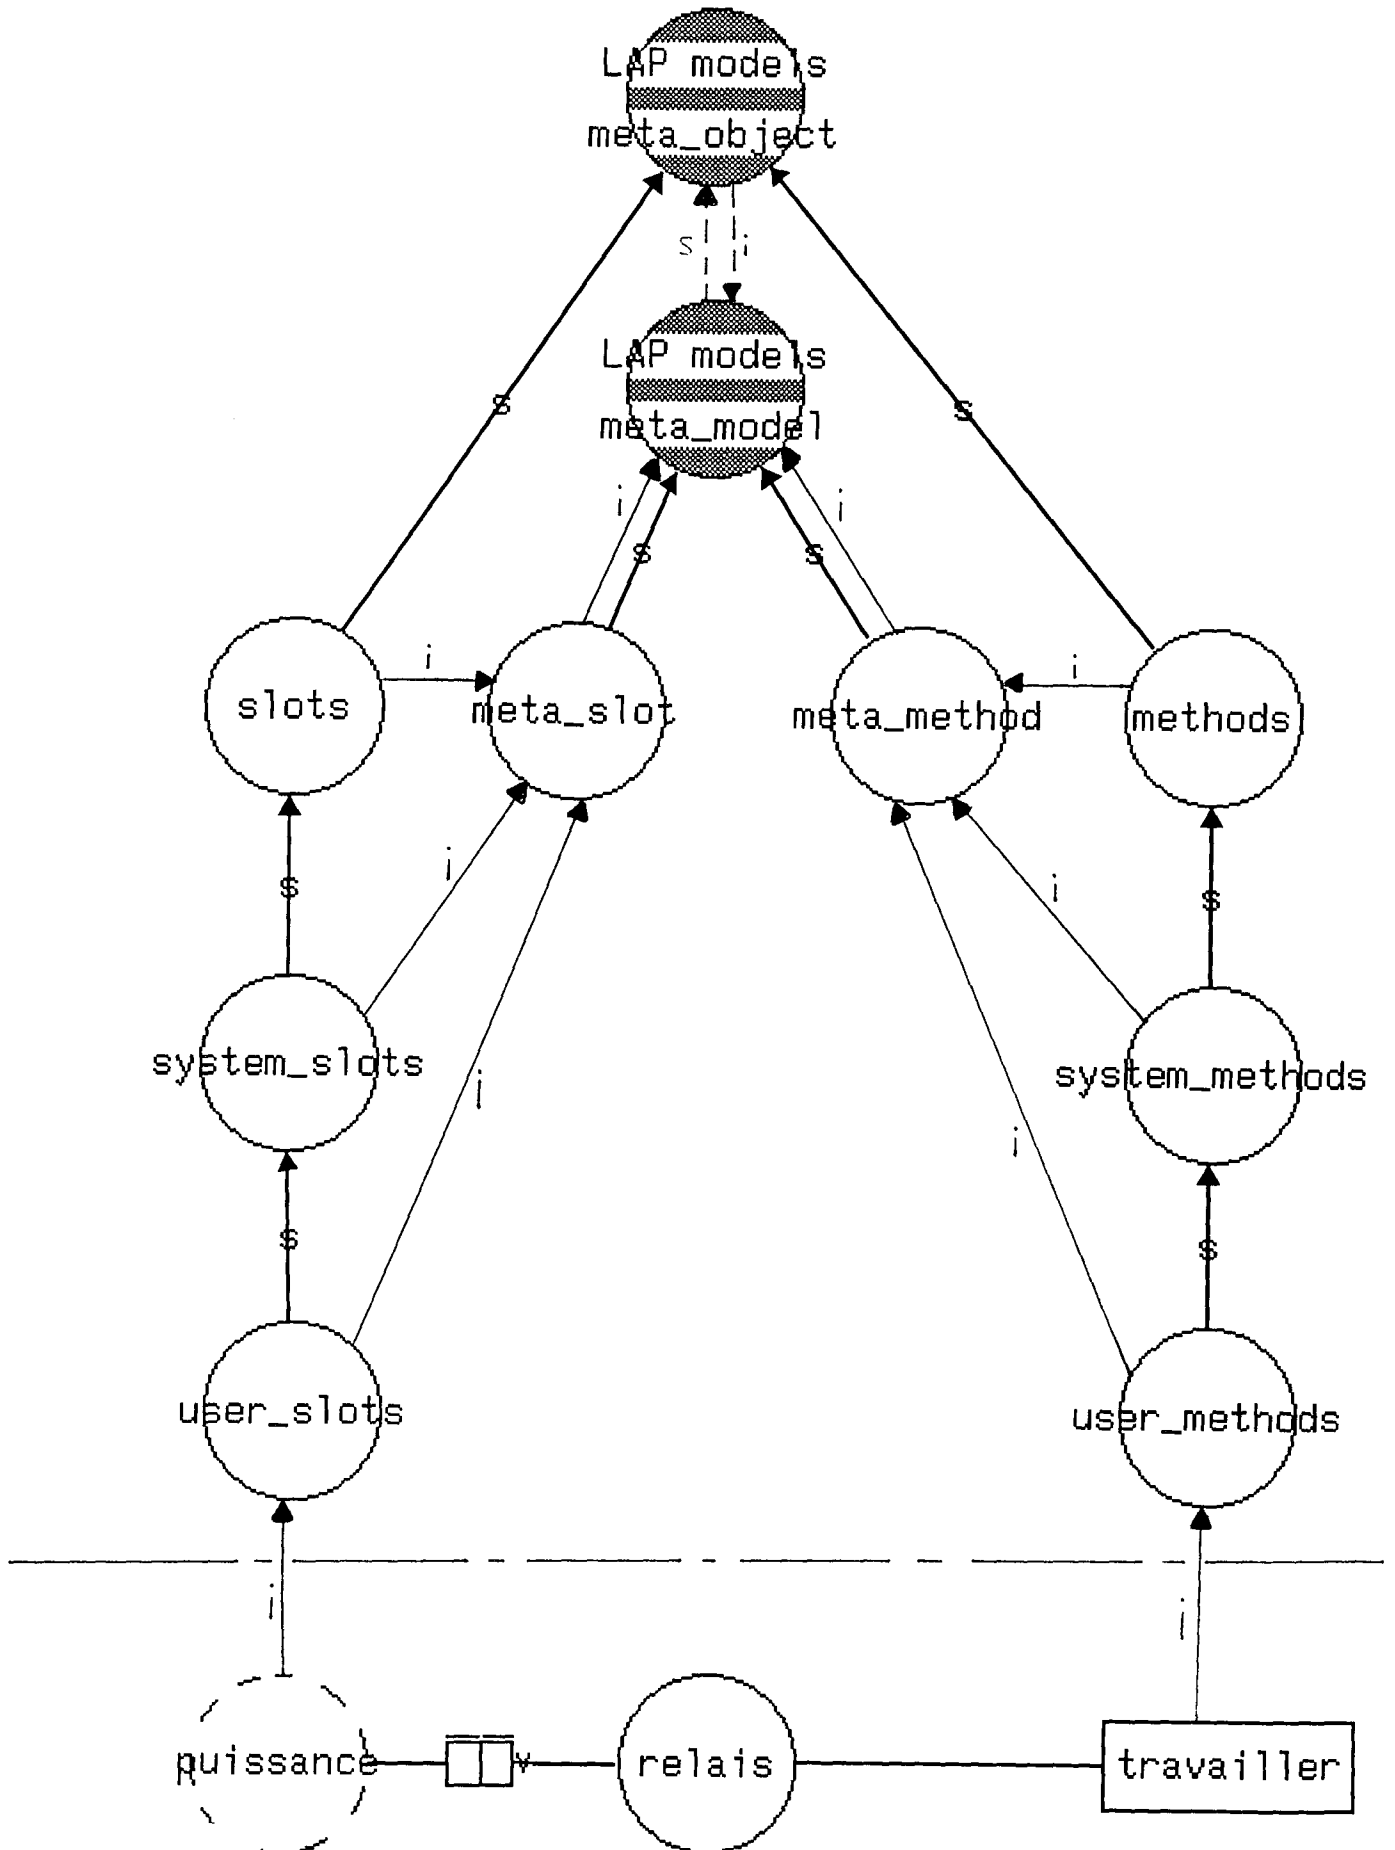 LAP models
meta_object
s i
LAP models
meta_model
s s
i i
s s
i i
slots meta_slot meta_method methods
i i
s s
system_slots system_methods
i i
s s
user_slots user_methods
i i
puissance v relais travailler